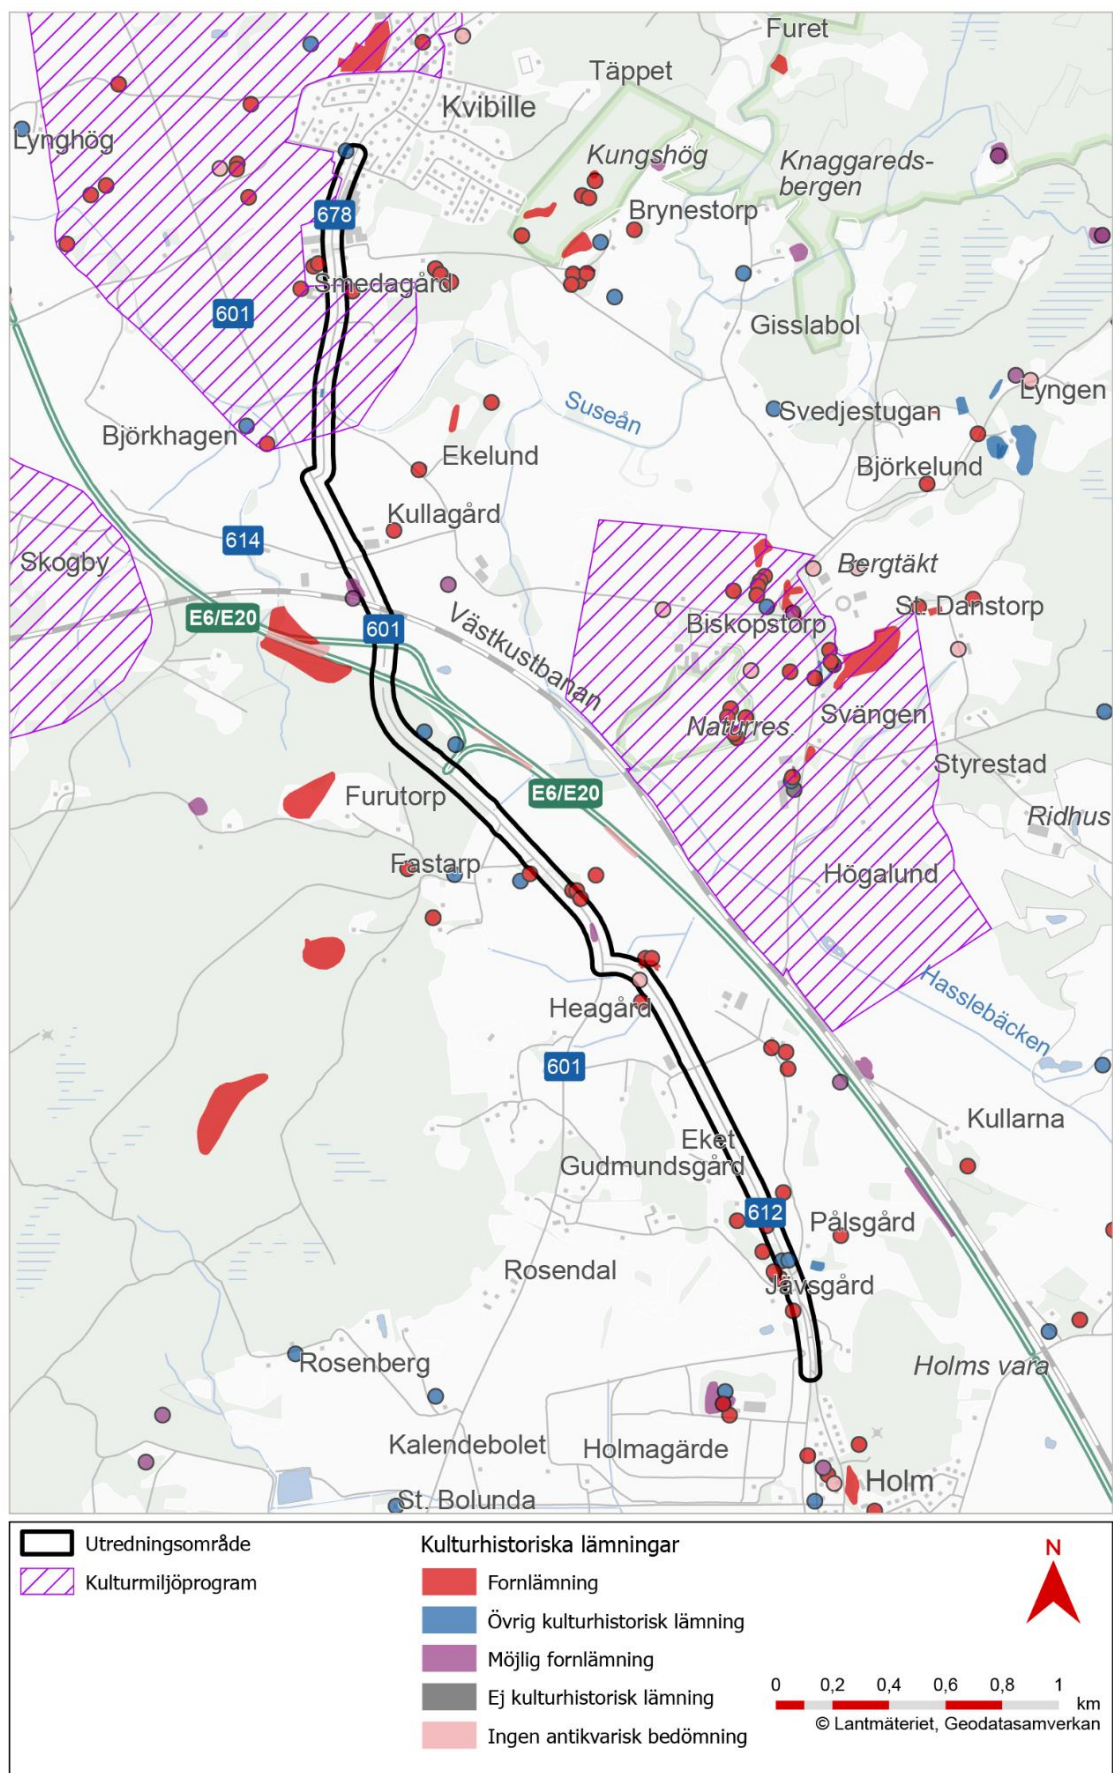 Furet
Täppet
Kvibille
Lynghög
Kungshög
Knaggareds-
bergen
678
Brynestorp
Smedagård
601
Gisslabol
Lyngen
Suseån
Svedjestugan
Björkhagen
Ekelund
Björkelund
Kullagård
614
Skogby
Bergtäkt
E6/E20
601
Västkustbanan
Biskopstorp
St. Danstorp
Naturres.
Svängen
Styrestad
E6/E20
Furutorp
Ridhus
Fastarp
Högalund
Hasslebäcken
Heagård
601
Kullarna
Eket
Gudmundsgård
612
Pålsgård
Rosendal
Jävsgård
Rosenberg
Holms vara
Kalendebolet
Holmagärde
Holm
St. Bolunda
Utredningsområde
Kulturmiljöprogram
Kulturhistoriska lämningar
Fornlämning
Övrig kulturhistorisk lämning
Möjlig fornlämning
Ej kulturhistorisk lämning
Ingen antikvarisk bedömning
N
0 0,2 0,4 0,6 0,8 1
km
© Lantmäteriet, Geodatasamverkan